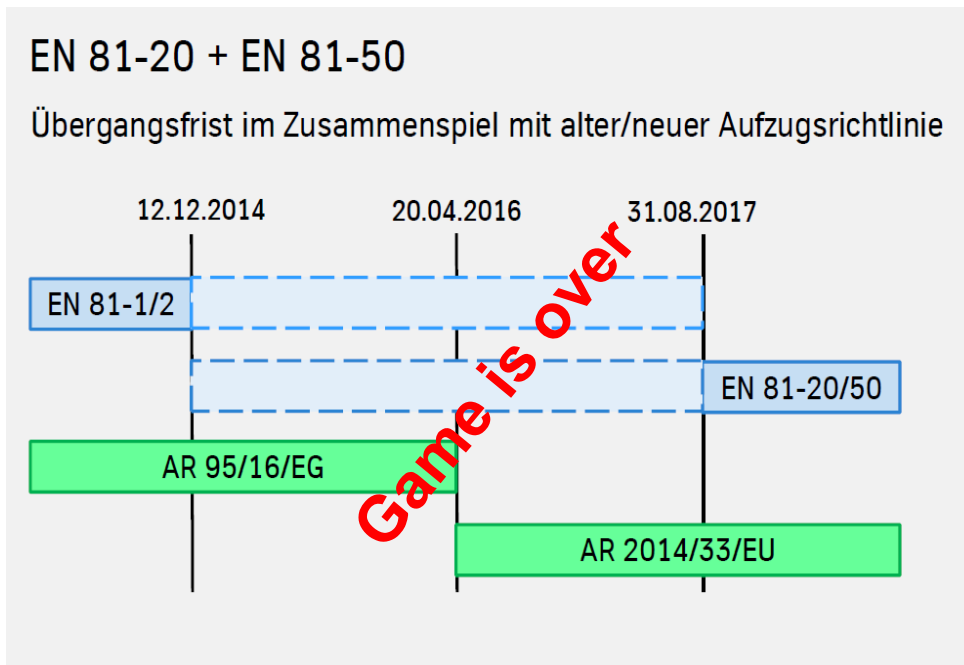 EN 81-20 + EN 81-50
Übergangsfrist im Zusammenspiel mit alter/neuer Aufzugsrichtlinie
12.12.2014 20.04.2016 31.08.2017
EN 81-1/2
EN 81-20/50
AR 95/16/EG
AR 2014/33/EU
Game is over